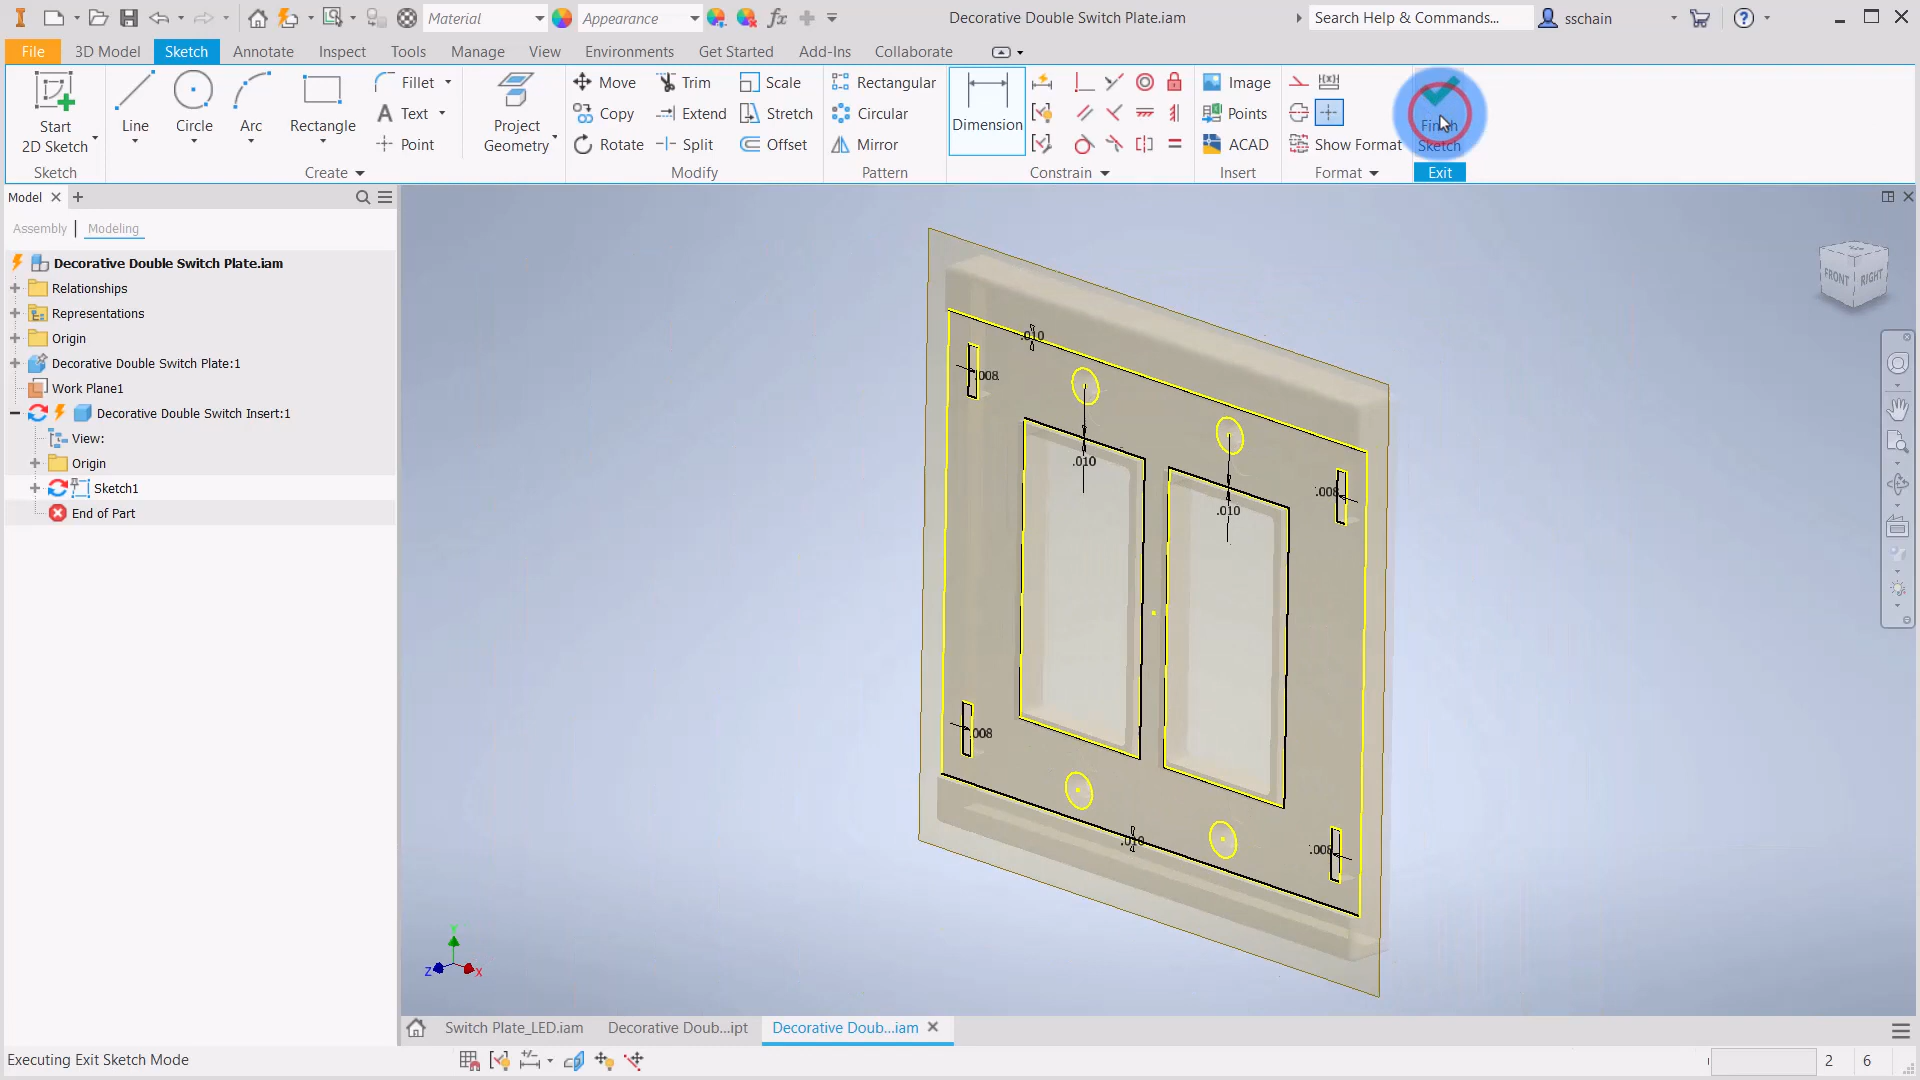 Material
Appearance
Decorative Double Switch Plate.iam
Search Help & Commands...
sschain
File
3D Model
Sketch
Annotate
Inspect
Tools
Manage
View
Environments
Get Started
Add-Ins
Collaborate
Start
2D Sketch
Line
Circle
Arc
Rectangle
Fillet
Text
Point
Project
Geometry
Move
Copy
Rotate
Trim
Extend
Split
Scale
Stretch
Offset
Rectangular
Circular
Mirror
Dimension
Image
Points
ACAD
Show Format
Finish
Sketch
Sketch
Create
Modify
Pattern
Constrain
Insert
Format
Exit
Model
Assembly
Modeling
Decorative Double Switch Plate.iam
Relationships
Representations
Origin
Decorative Double Switch Plate:1
Work Plane1
Decorative Double Switch Insert:1
View:
Origin
Sketch1
End of Part
FRONT
RIGHT
.010
.008
.010
.008
.010
.008
.010
.008
Y
Z
X
Switch Plate_LED.iam
Decorative Doub...ipt
Decorative Doub...iam
Executing Exit Sketch Mode
2
6